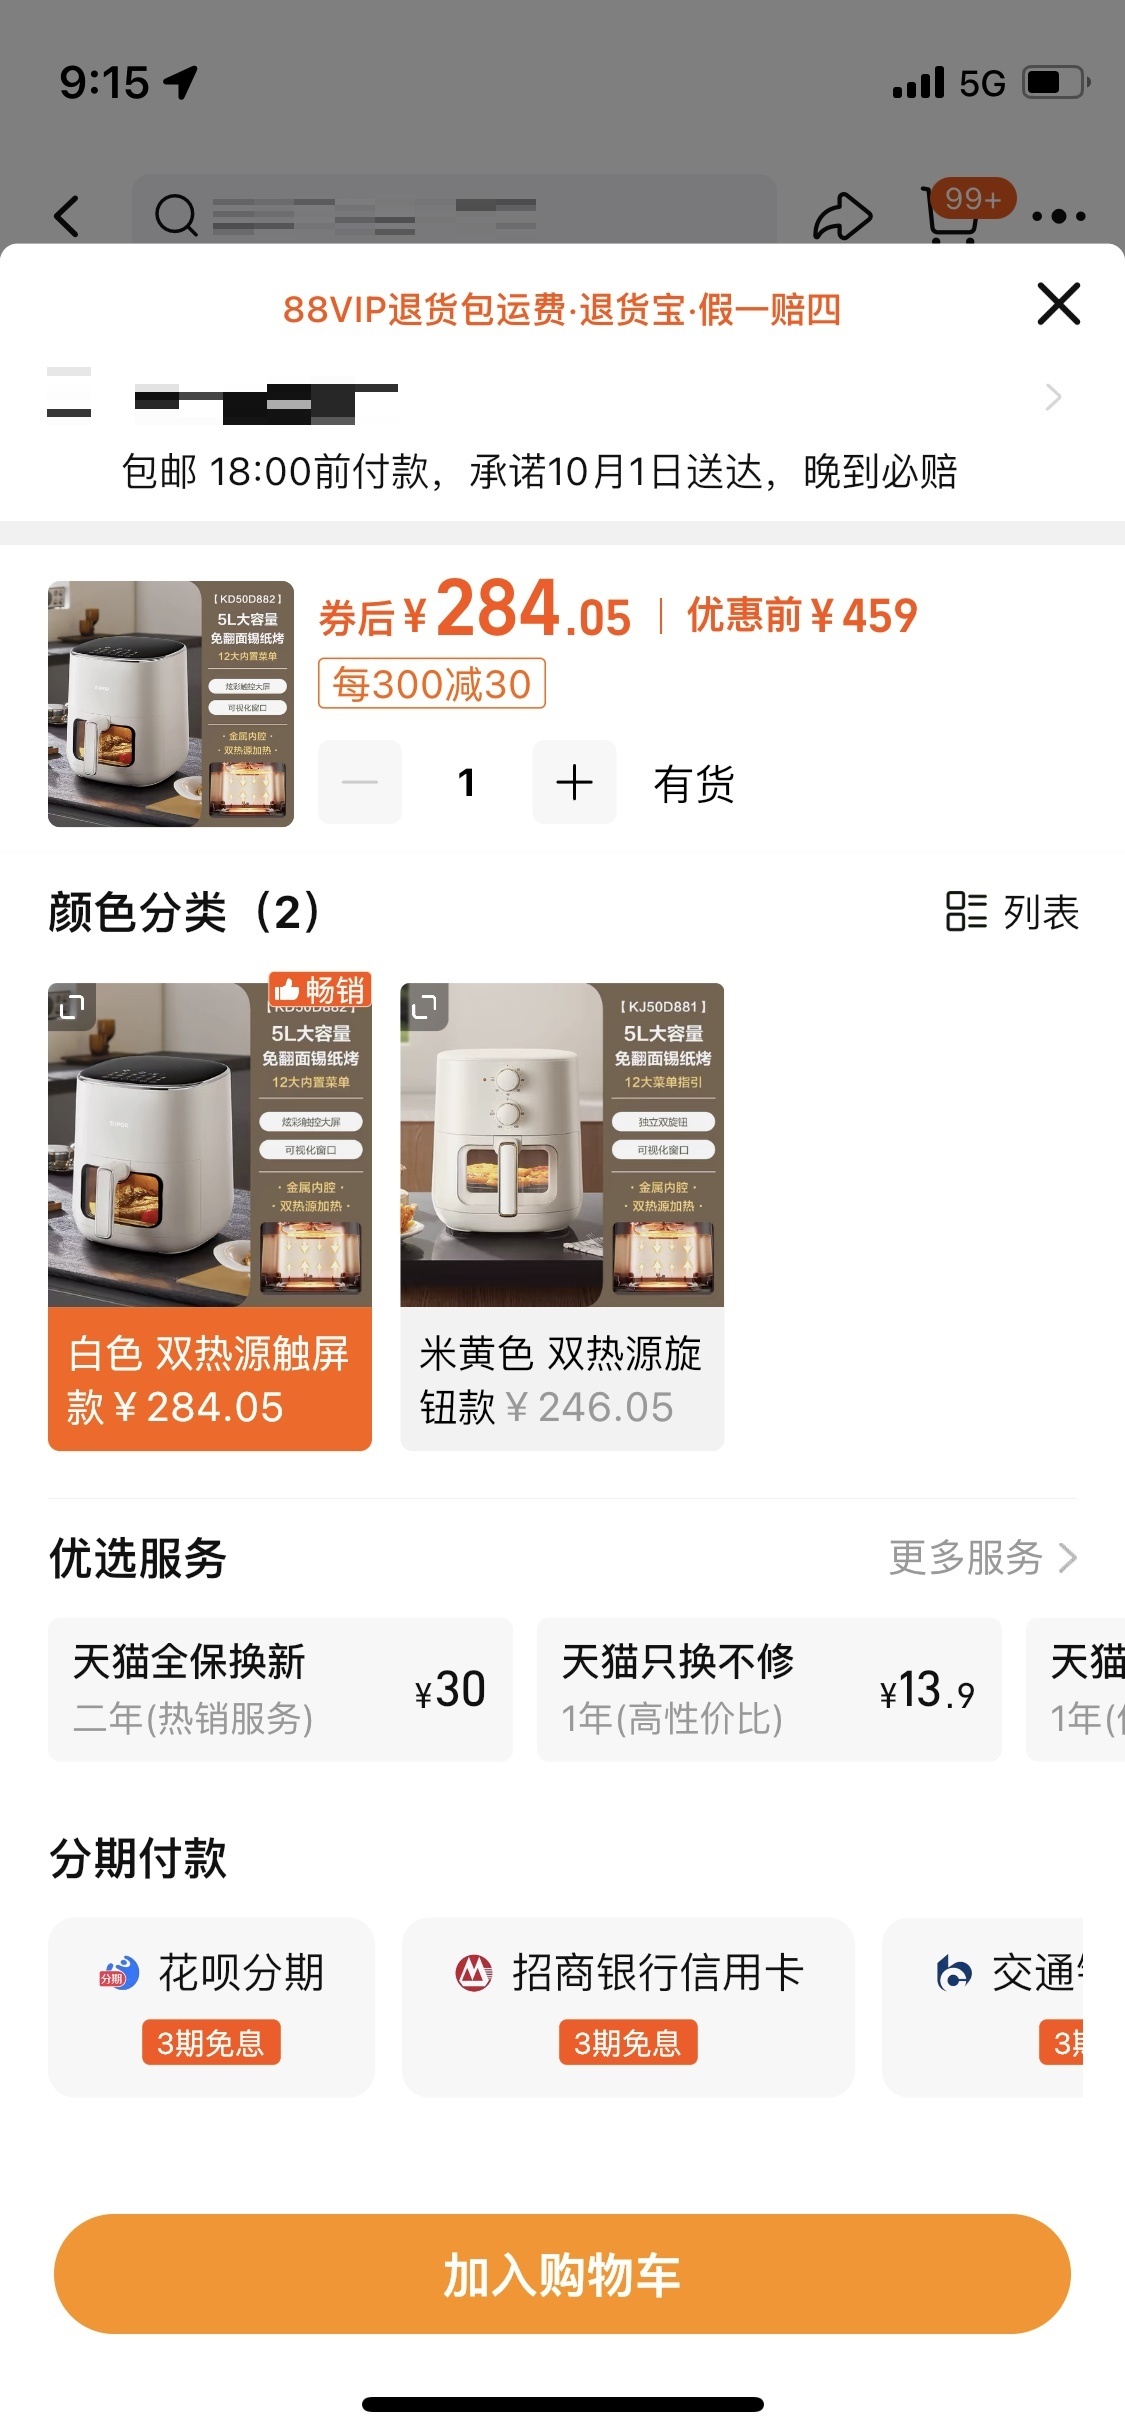 9:15
5G
99+
88VIP退货包运费·退货宝·假一赔四
包邮 18:00前付款，承诺10月1日送达，晚到必赔
【KD50D882】
5L大容量
免翻面锡纸烤
12大内置菜单
炫彩触控大屏
可视化窗口
·金属内腔·
·双热源加热·
券后¥284.05 | 优惠前¥459
每300减30
1
有货
颜色分类（2）
列表
畅销
【KD50D882】
5L大容量
免翻面锡纸烤
12大内置菜单
炫彩触控大屏
可视化窗口
·金属内腔·
·双热源加热·
白色 双热源触屏
款¥284.05
【KJ50D881】
5L大容量
免翻面锡纸烤
12大菜单指引
独立双旋钮
可视化窗口
·金属内腔·
·双热源加热·
米黄色 双热源旋
钮款¥246.05
优选服务
更多服务
天猫全保换新
二年(热销服务)
¥30
天猫只换不修
1年(高性价比)
¥13.9
天猫
1年(
分期付款
分期
花呗分期
3期免息
招商银行信用卡
3期免息
交通
3期
加入购物车